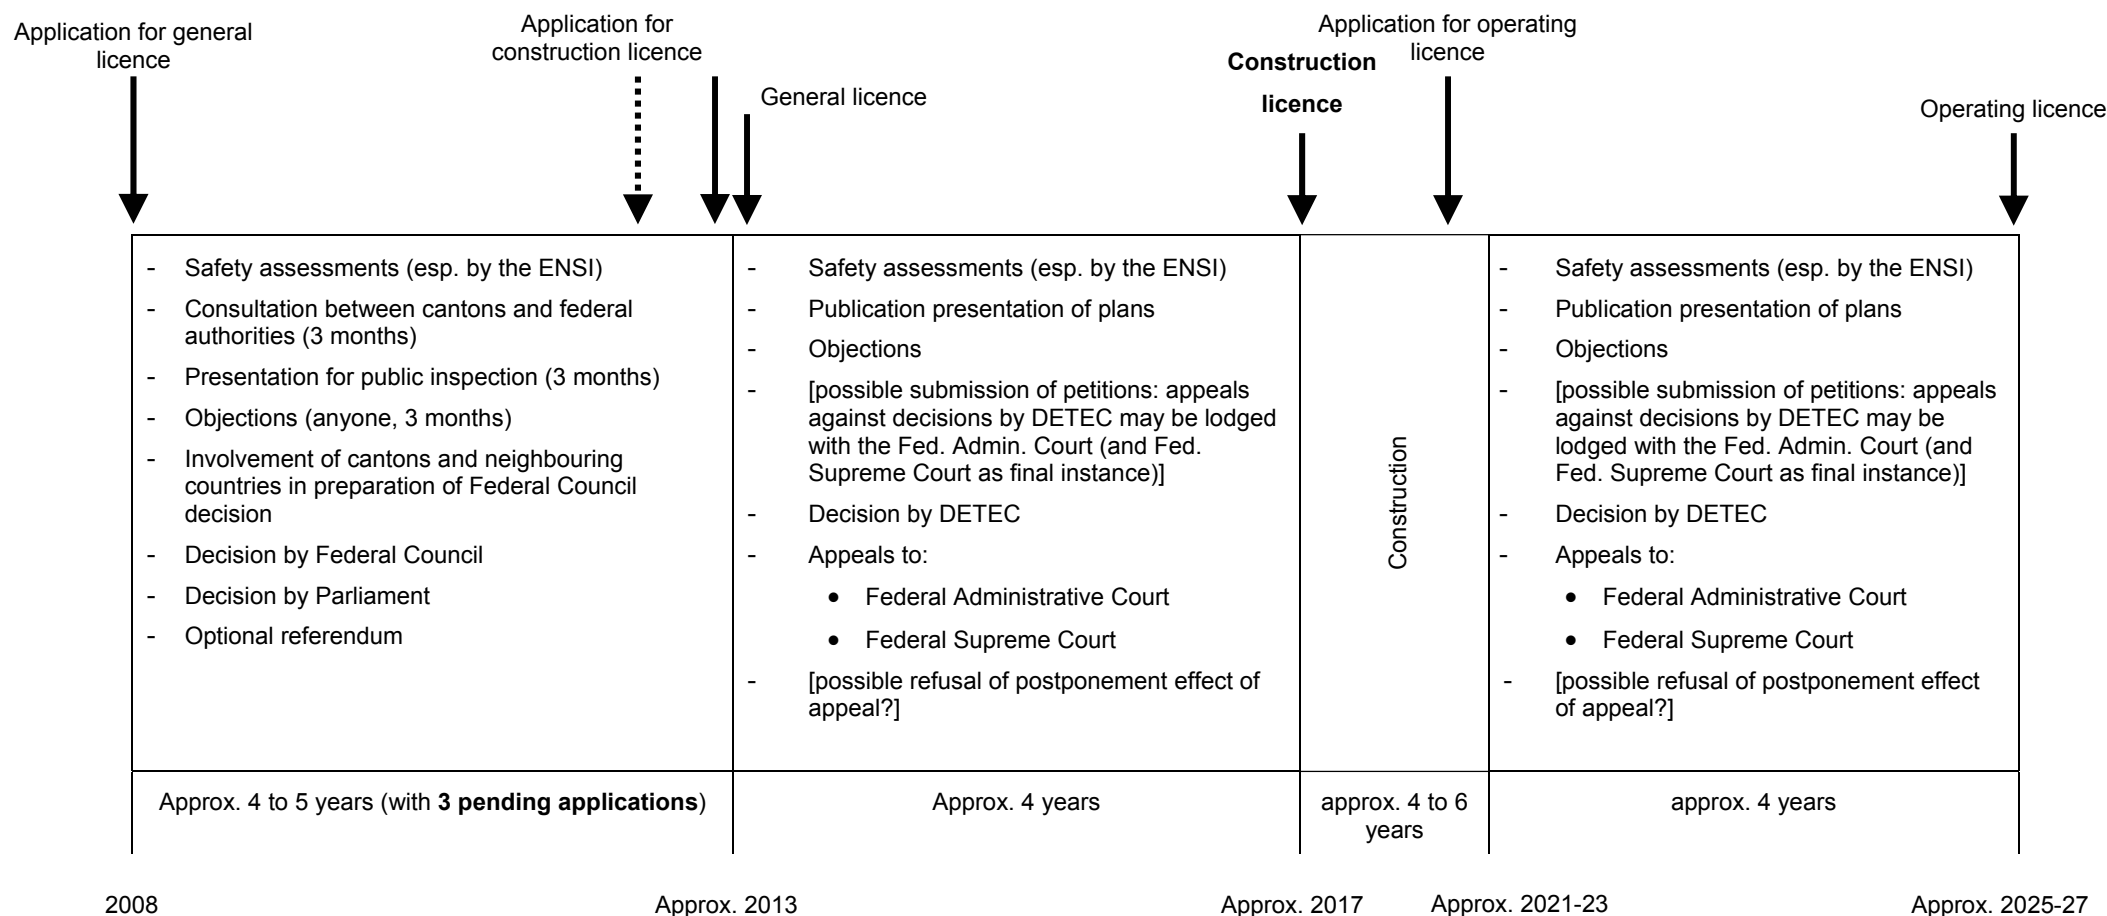 Application for general
licence
Application for
construction licence
General licence
Construction
licence
Application for operating
licence
Operating licence
- Safety assessments (esp. by the ENSI)
- Consultation between cantons and federal
authorities (3 months)
- Presentation for public inspection (3 months)
- Objections (anyone, 3 months)
- Involvement of cantons and neighbouring
countries in preparation of Federal Council
decision
- Decision by Federal Council
- Decision by Parliament
- Optional referendum
- Safety assessments (esp. by the ENSI)
- Publication presentation of plans
- Objections
- [possible submission of petitions: appeals
against decisions by DETEC may be lodged
with the Fed. Admin. Court (and Fed.
Supreme Court as final instance)]
- Decision by DETEC
- Appeals to:
• Federal Administrative Court
• Federal Supreme Court
- [possible refusal of postponement effect of
appeal?]
Construction
- Safety assessments (esp. by the ENSI)
- Publication presentation of plans
- Objections
- [possible submission of petitions: appeals
against decisions by DETEC may be
lodged with the Fed. Admin. Court (and
Fed. Supreme Court as final instance)]
- Decision by DETEC
- Appeals to:
• Federal Administrative Court
• Federal Supreme Court
- [possible refusal of postponement effect
of appeal?]
Approx. 4 to 5 years (with 3 pending applications)
Approx. 4 years
approx. 4 to 6
years
approx. 4 years
2008
Approx. 2013
Approx. 2017
Approx. 2021-23
Approx. 2025-27